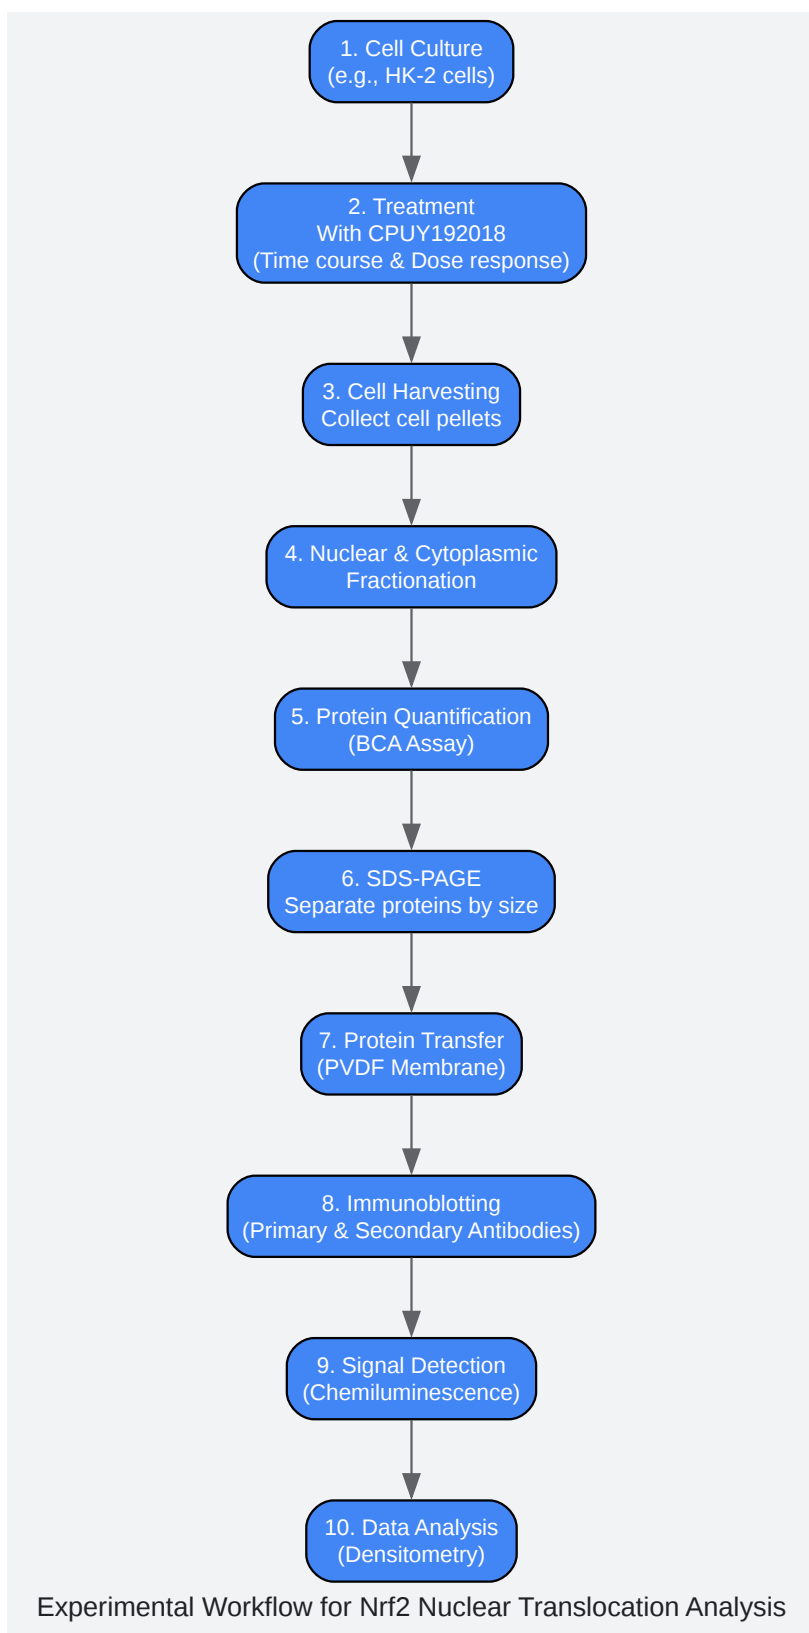 1. Cell Culture
(e.g., HK-2 cells)
2. Treatment
With CPUY192018
(Time course & Dose response)
3. Cell Harvesting
Collect cell pellets
4. Nuclear & Cytoplasmic
Fractionation
5. Protein Quantification
(BCA Assay)
6. SDS-PAGE
Separate proteins by size
7. Protein Transfer
(PVDF Membrane)
8. Immunoblotting
(Primary & Secondary Antibodies)
9. Signal Detection
(Chemiluminescence)
10. Data Analysis
(Densitometry)
Experimental Workflow for Nrf2 Nuclear Translocation Analysis